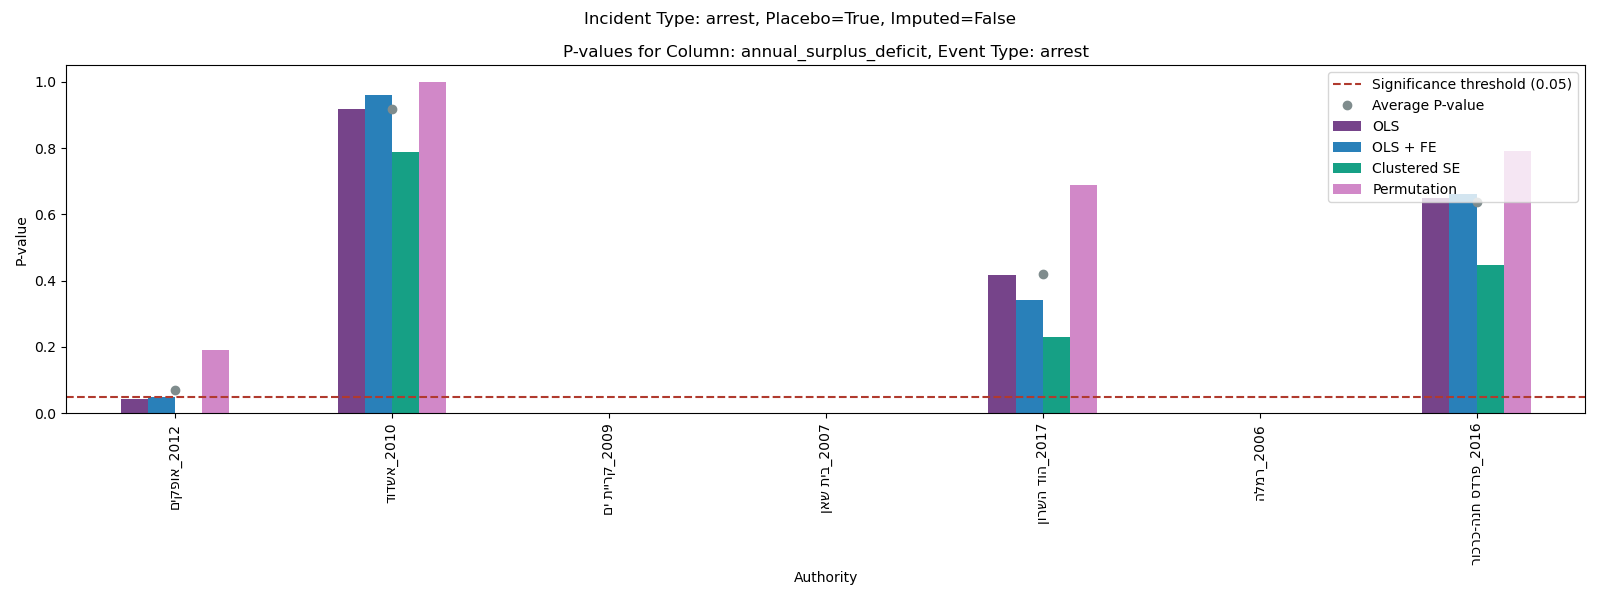 Incident Type: arrest, Placebo=True, Imputed=False
P-values for Column: annual_surplus_deficit, Event Type: arrest
Significance threshold (0.05)
Average P-value
OLS
OLS + FE
Clustered SE
Permutation
P-value
1.0
0.8
0.6
0.4
0.2
0.0
אופקים_2012
אשדוד_2010
קריית ים_2009
בית שאן_2007
הוד השרון_2017
רמלה_2006
פרדס חנה-כרכור_2016
Authority